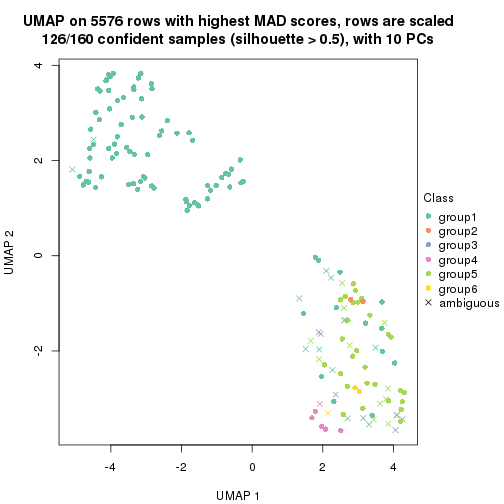 UMAP on 5576 rows with highest MAD scores, rows are scaled
126/160 confident samples (silhouette > 0.5), with 10 PCs
4
2
0
-2
UMAP 2
-4
-2
0
2
4
UMAP 1
Class
group1
group2
group3
group4
group5
group6
ambiguous